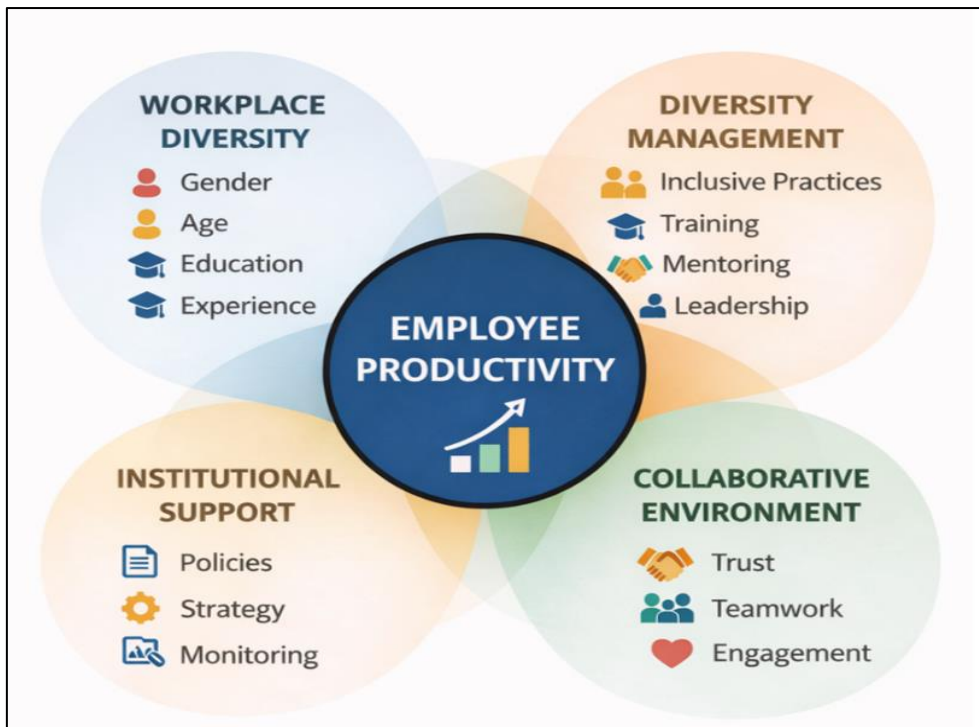 WORKPLACE
DIVERSITY
Gender
Age
Education
Experience
DIVERSITY
MANAGEMENT
Inclusive Practices
Training
Mentoring
Leadership
EMPLOYEE
PRODUCTIVITY
INSTITUTIONAL
SUPPORT
Policies
Strategy
Monitoring
COLLABORATIVE
ENVIRONMENT
Trust
Teamwork
Engagement